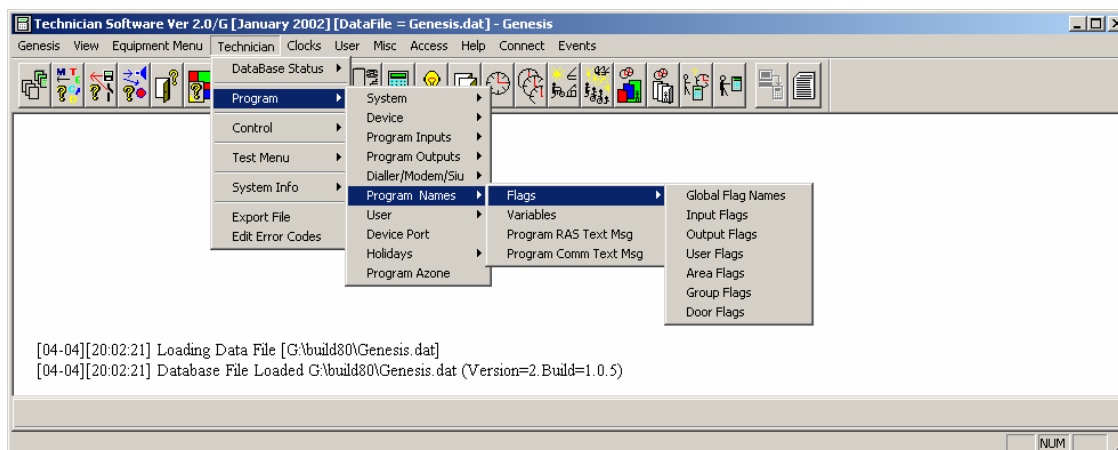 Technician Software Ver 2.0/G [January 2002] [DataFile = Genesis.dat] - Genesis
Genesis View Equipment Menu Technician Clocks User Misc Access Help Connect Events
DataBase Status
Program
Control
Test Menu
System Info
Export File
Edit Error Codes
System
Device
Program Inputs
Program Outputs
Dialler/Modem/Siu
Program Names
User
Device Port
Holidays
Program Azone
Flags
Variables
Program RAS Text Msg
Program Comm Text Msg
Global Flag Names
Input Flags
Output Flags
User Flags
Area Flags
Group Flags
Door Flags
[04-04][20:02:21] Loading Data File [G:\build80\Genesis.dat]
[04-04][20:02:21] Database File Loaded G:\build80\Genesis.dat (Version=2.Build=1.0.5)
NUM